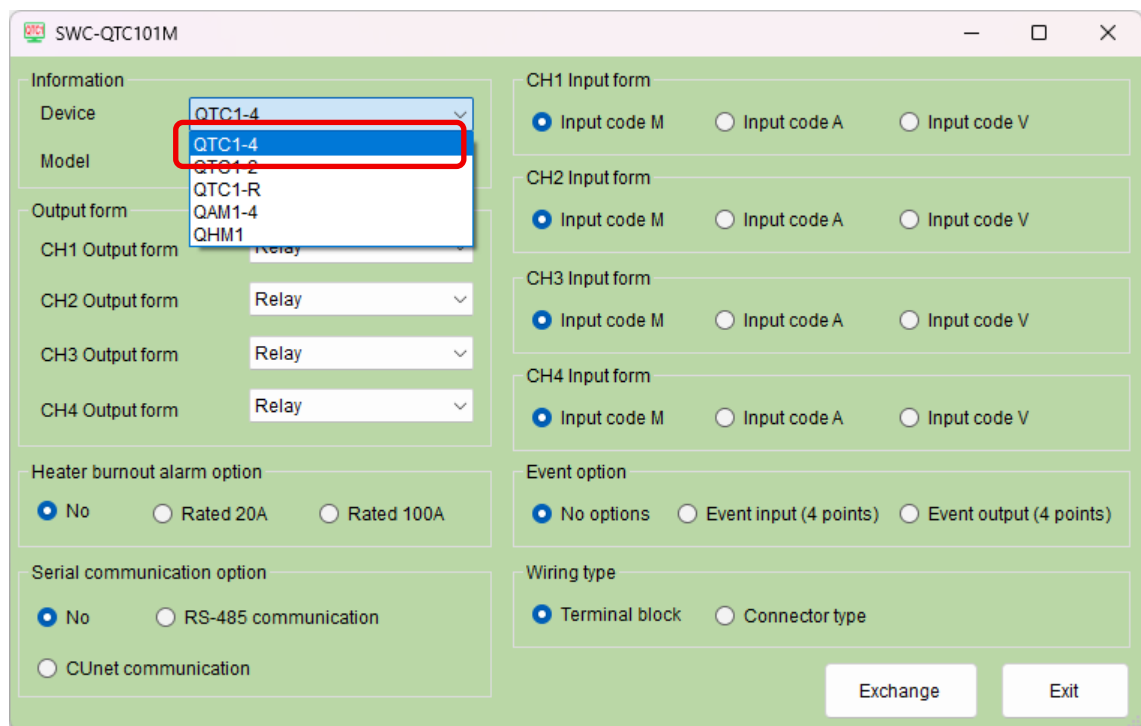 SWC-QTC101M
Information
Device QTC1-4
QTC1-4
QTC1-2
QTC1-R
QAM1-4
QHM1
Model
Output form
CH1 Output form Relay
CH2 Output form Relay
CH3 Output form Relay
CH4 Output form Relay
Heater burnout alarm option
No Rated 20A Rated 100A
Serial communication option
No RS-485 communication
CUnet communication
CH1 Input form
Input code M Input code A Input code V
CH2 Input form
Input code M Input code A Input code V
CH3 Input form
Input code M Input code A Input code V
CH4 Input form
Input code M Input code A Input code V
Event option
No options Event input (4 points) Event output (4 points)
Wiring type
Terminal block Connector type
Exchange Exit